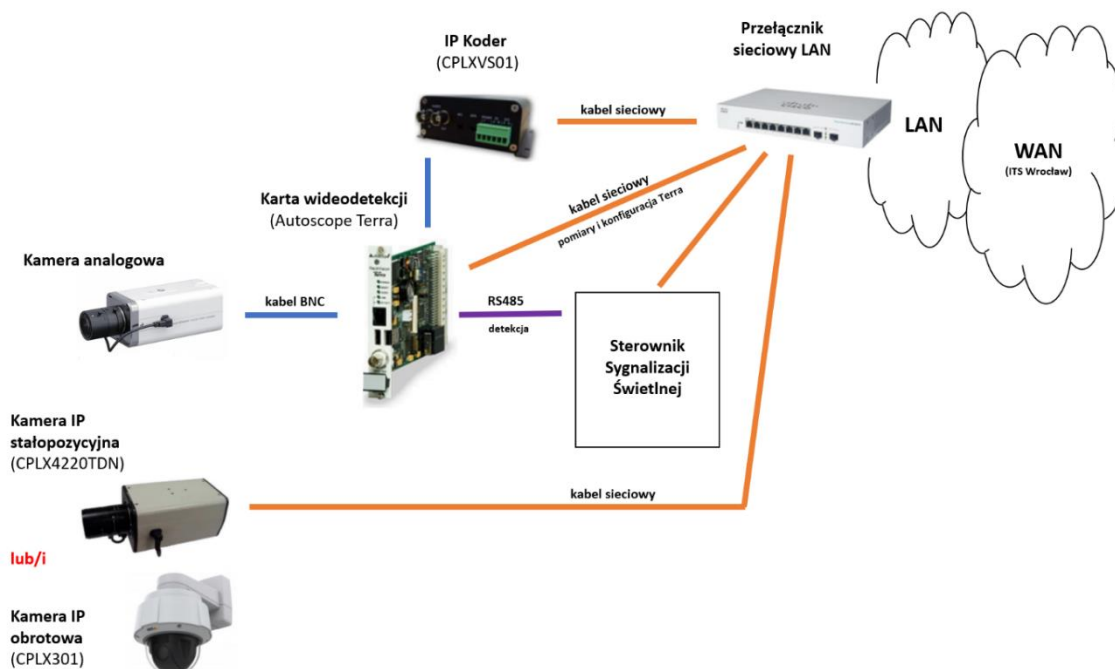 IP Koder
(CPLXVS01)
Przełącznik
sieciowy LAN
kabel sieciowy
LAN
WAN
(ITS Wrocław)
Karta wideodetekcji
(Autoscope Terra)
kabel sieciowy
pomiary i konfiguracja Terra
Kamera analogowa
kabel BNC
RS485
detekcja
Sterownik
Sygnalizacji
Świetlnej
Kamera IP
stałopozycyjna
(CPLX4220TDN)
kabel sieciowy
lub/i
Kamera IP
obrotowa
(CPLX301)